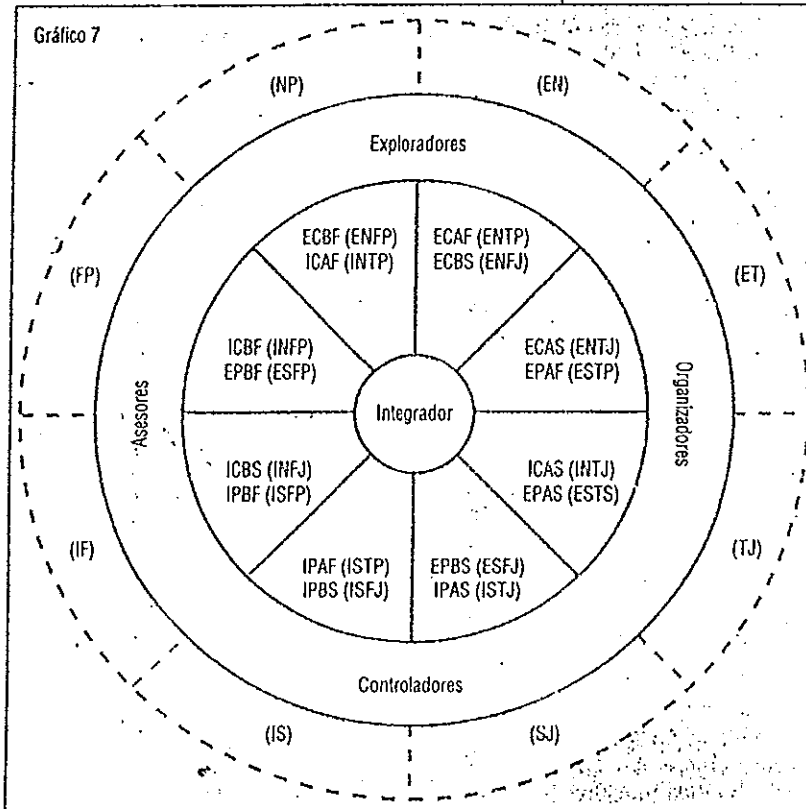 Gráfico 7
(NP)
(EN)
Exploradores
ECBF (ENFP)
ICAF (INTP)
ECAF (ENTP)
ECBS (ENFJ)
(FP)
(ET)
ICBF (INFP)
EPBF (ESFP)
ECAS (ENTJ)
EPAF (ESTP)
Asesores
Integrador
Organizadores
ICBS (INFJ)
IPBF (ISFP)
ICAS (INTJ)
EPAS (ESTS)
(IF)
(TJ)
IPAF (ISTP)
IPBS (ISFJ)
EPBS (ESFJ)
IPAS (ISTJ)
Controladores
(IS)
(SJ)